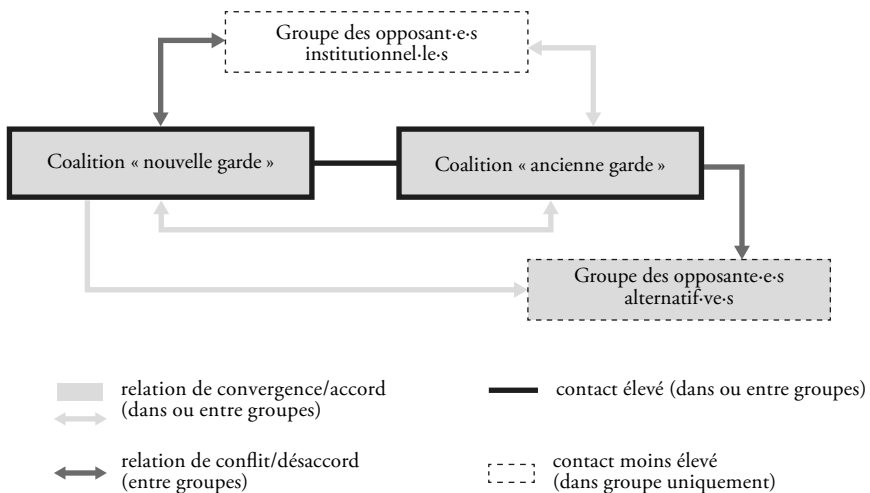 Groupe des opposant·e·s
institutionnel·le·s
Coalition « nouvelle garde »
Coalition « ancienne garde »
Groupe des opposante·e·s
alternatif·ve·s
relation de convergence/accord
(dans ou entre groupes)
contact élevé (dans ou entre groupes)
relation de conflit/désaccord
(entre groupes)
contact moins élevé
(dans groupe uniquement)